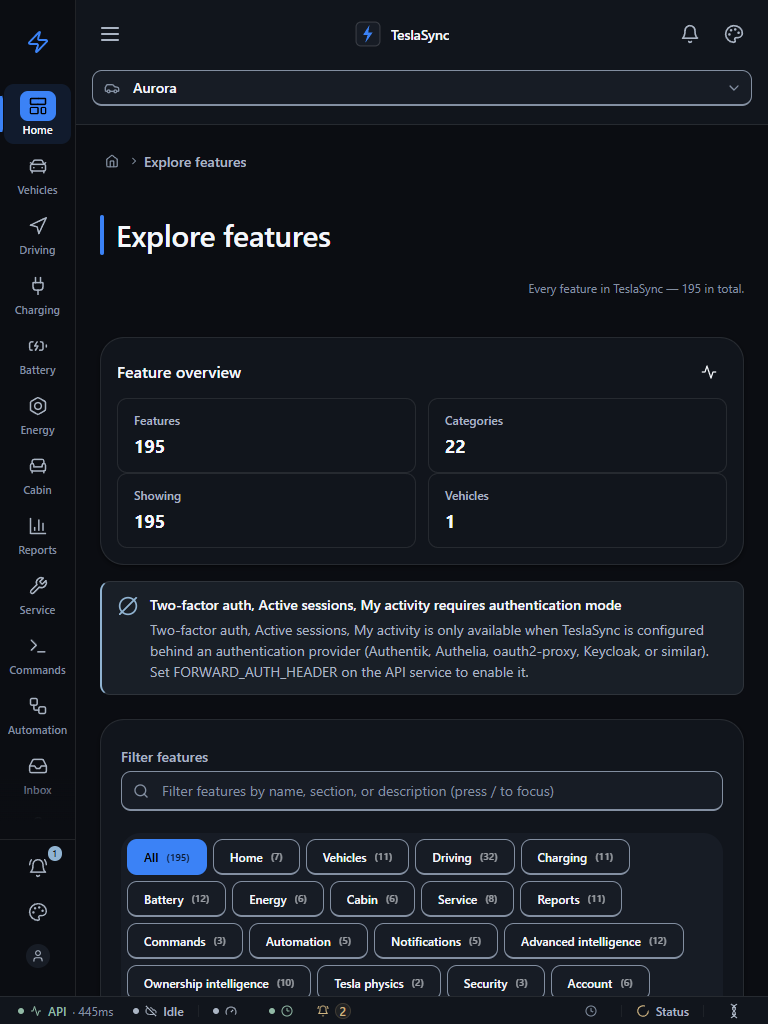 TeslaSync
Aurora
Home
Vehicles
Driving
Charging
Battery
Energy
Cabin
Reports
Service
Commands
Automation
Inbox
1
Explore features
Explore features
Every feature in TeslaSync — 195 in total.
Feature overview
Features
195
Categories
22
Showing
195
Vehicles
1
Two-factor auth, Active sessions, My activity requires authentication mode
Two-factor auth, Active sessions, My activity is only available when TeslaSync is configured
behind an authentication provider (Authentik, Authelia, oauth2-proxy, Keycloak, or similar).
Set FORWARD_AUTH_HEADER on the API service to enable it.
Filter features
Filter features by name, section, or description (press / to focus)
All (195) Home (7) Vehicles (11) Driving (32) Charging (11)
Battery (12) Energy (6) Cabin (6) Service (8) Reports (11)
Commands (3) Automation (5) Notifications (5) Advanced intelligence (12)
Ownership intelligence (10) Tesla physics (2) Security (3) Account (6)
API · 445ms Idle 2 Status